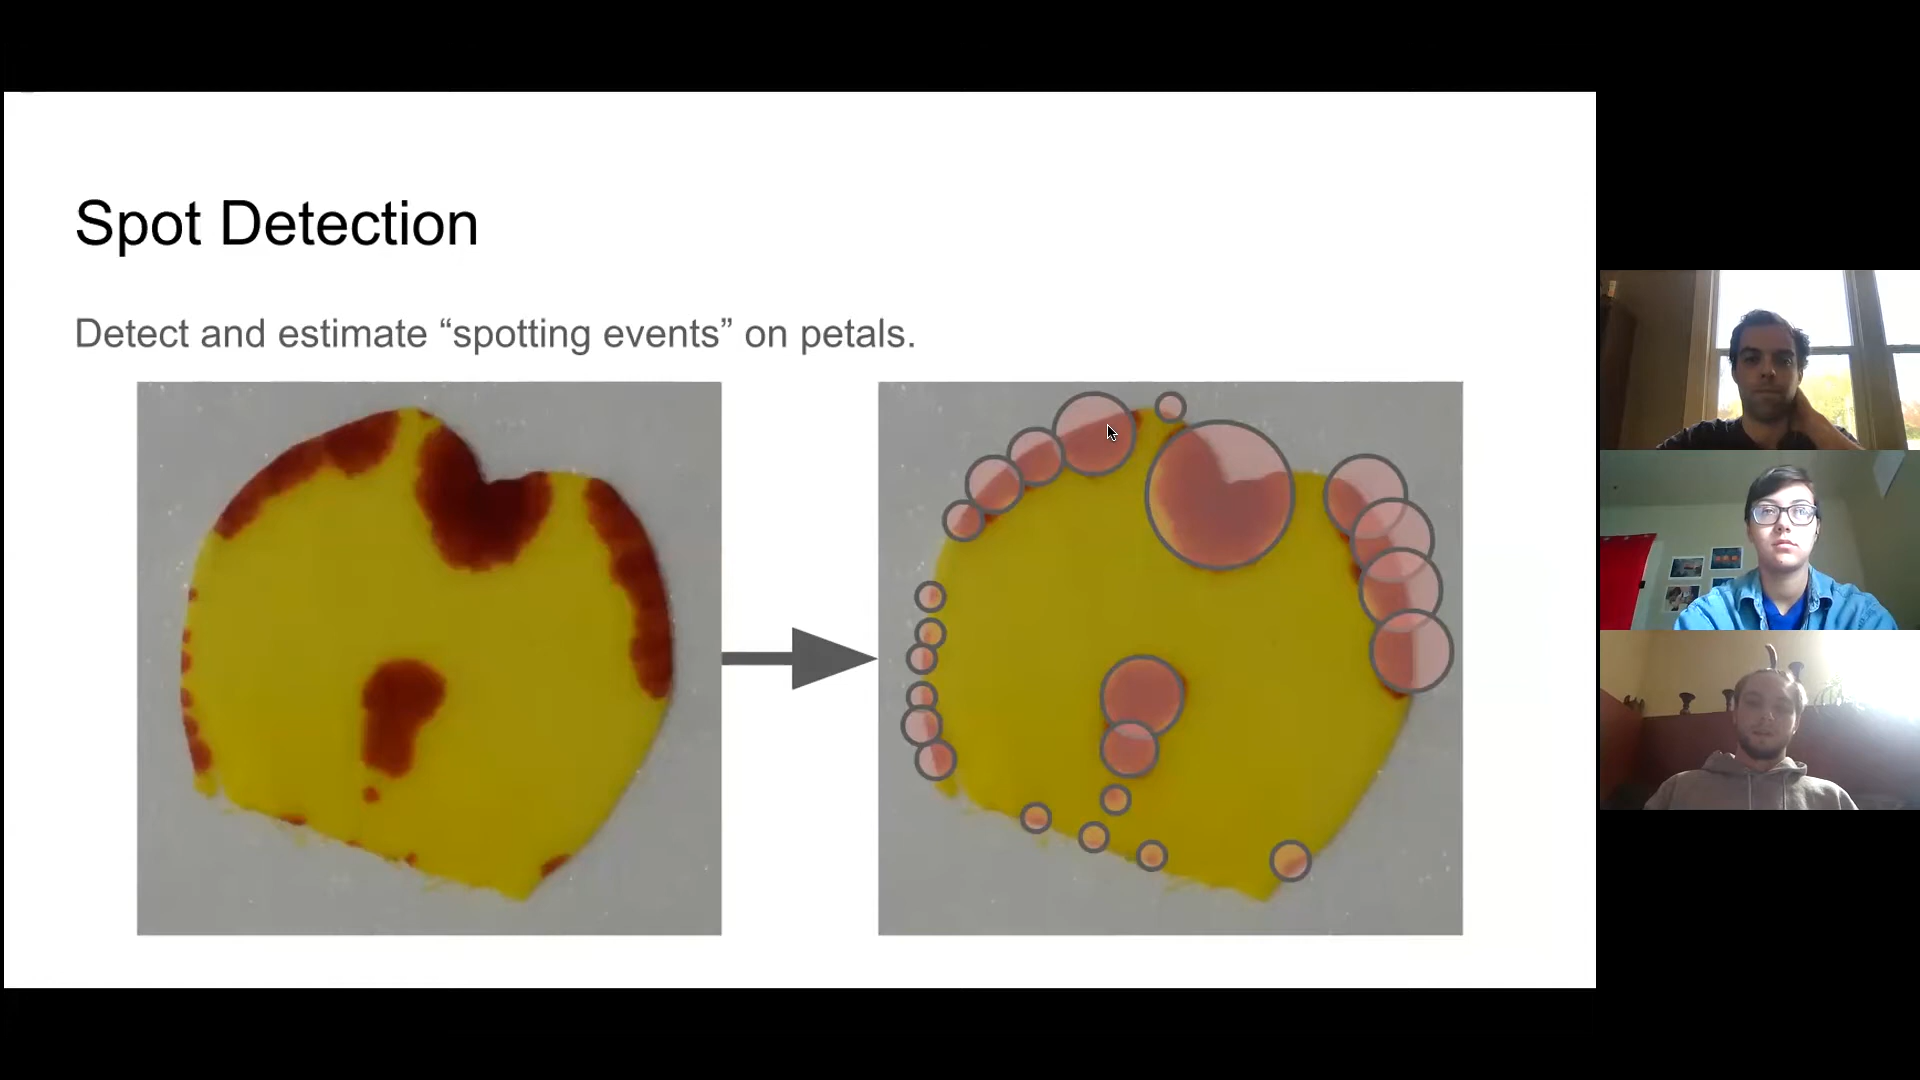 Spot Detection
Detect and estimate “spotting events” on petals.